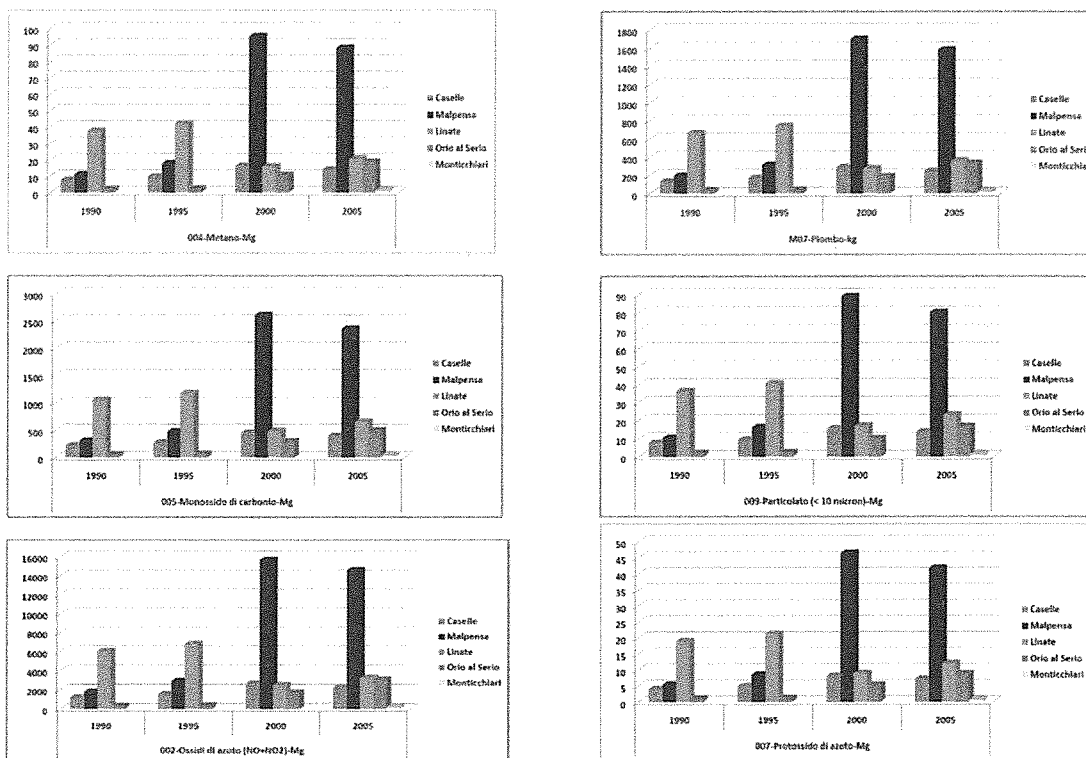 100
90
80
70
60
50
40
30
20
10
0
1990 1995 2000 2005
004-Metano-Mg
Caselle
Malpensa
Linate
Orio al Serio
Monticchiari
1800
1600
1400
1200
1000
800
600
400
200
0
1990 1995 2000 2005
M07-Piombo-kg
Caselle
Malpensa
Linate
Orio al Serio
Monticchiari
3000
2500
2000
1500
1000
500
0
1990 1995 2000 2005
005-Monossido di carbonio-Mg
Caselle
Malpensa
Linate
Orio al Serio
Monticchiari
90
80
70
60
50
40
30
20
10
0
1990 1995 2000 2005
009-Particolato (< 10 micron)-Mg
Caselle
Malpensa
Linate
Orio al Serio
Monticchiari
16000
14000
12000
10000
8000
6000
4000
2000
0
1990 1995 2000 2005
002-Ossidi di azoto (NO+NO2)-Mg
Caselle
Malpensa
Linate
Orio al Serio
Monticchiari
50
45
40
35
30
25
20
15
10
5
0
1990 1995 2000 2005
007-Protossido di azoto-Mg
Caselle
Malpensa
Linate
Orio al Serio
Monticchiari